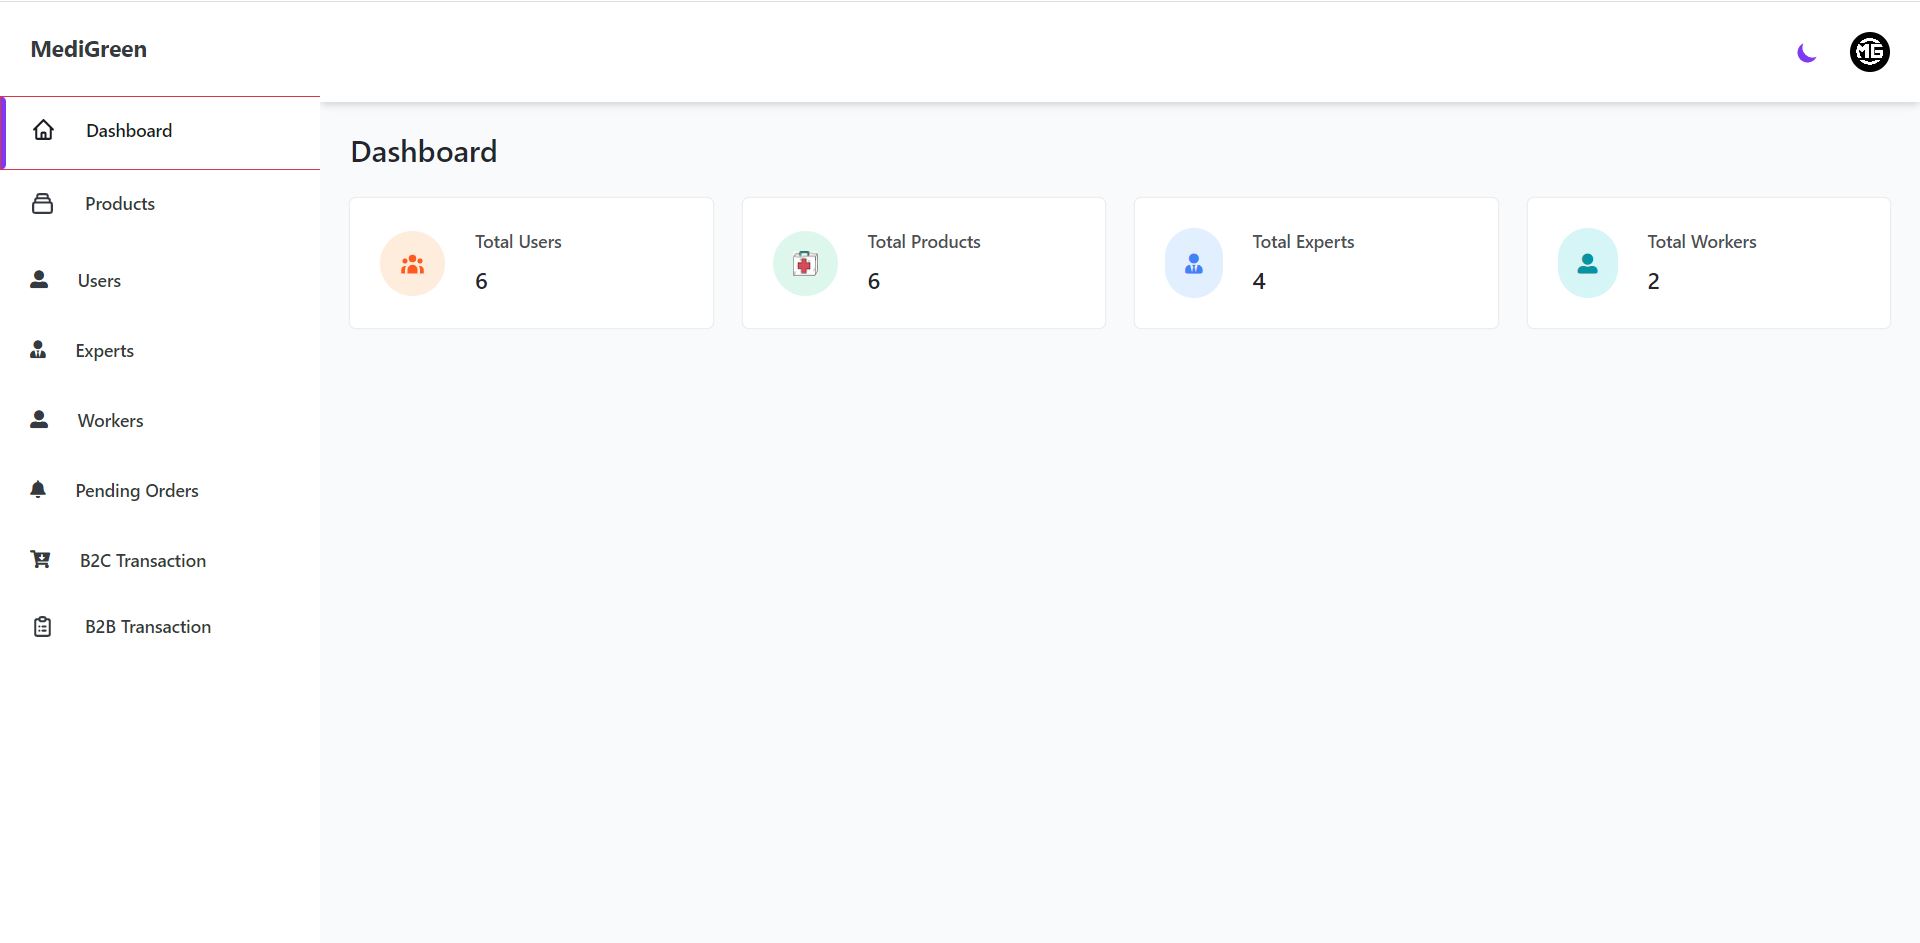 MediGreen
MG
Dashboard
Products
Users
Experts
Workers
Pending Orders
B2C Transaction
B2B Transaction
Dashboard
Total Users
6
Total Products
6
Total Experts
4
Total Workers
2